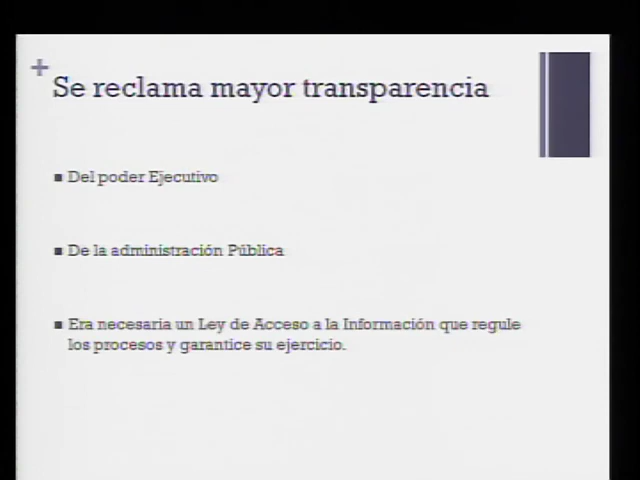 Se reclama mayor transparencia
Del poder Ejecutivo
De la administración Pública
Era necesaria un Ley de Acceso a la Información que regule
los procesos y garantice su ejercicio.